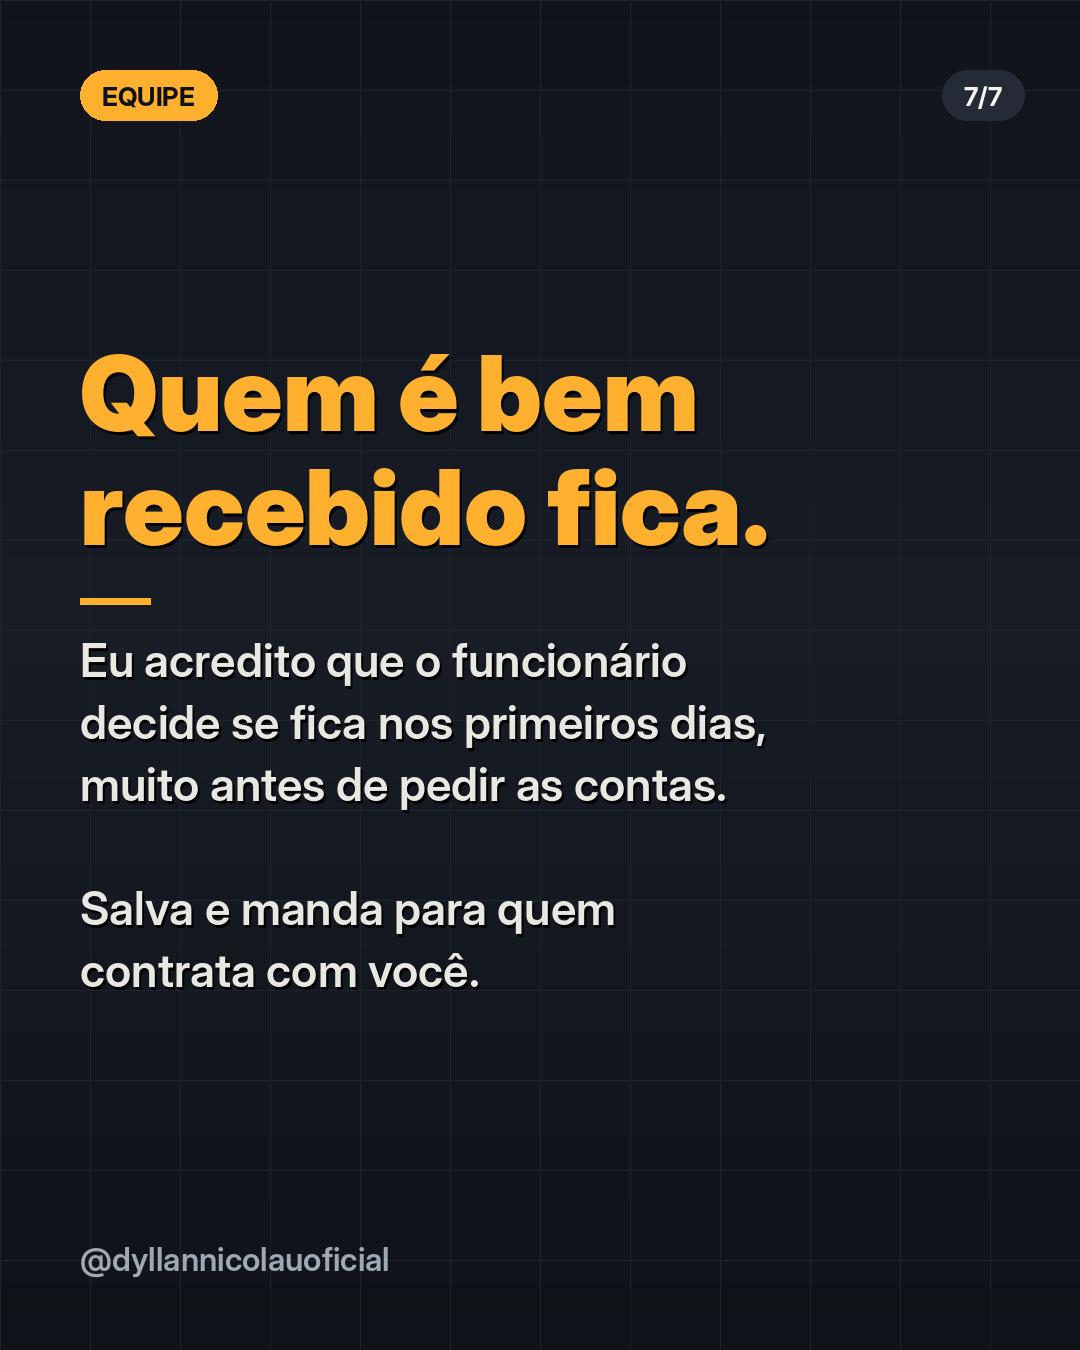 EQUIPE
7/7
Quem é bem
recebido fica.
Eu acredito que o funcionário
decide se fica nos primeiros dias,
muito antes de pedir as contas.
Salva e manda para quem
contrata com você.
@dyllannicolauoficial